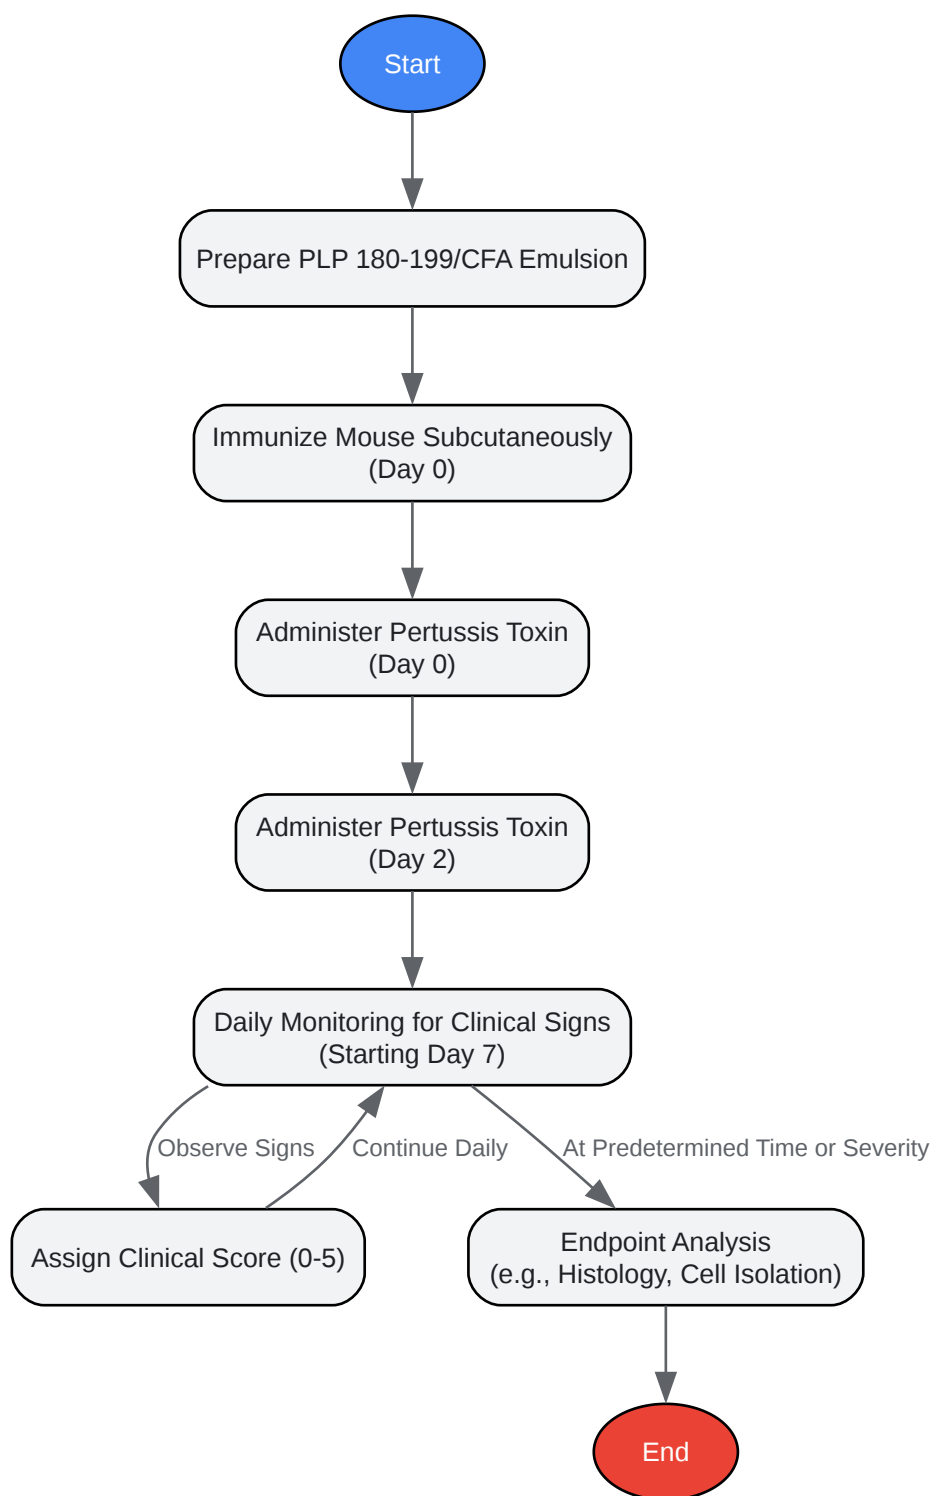 Start
Prepare PLP 180-199/CFA Emulsion
Immunize Mouse Subcutaneously
(Day 0)
Administer Pertussis Toxin
(Day 0)
Administer Pertussis Toxin
(Day 2)
Daily Monitoring for Clinical Signs
(Starting Day 7)
Observe Signs
Continue Daily
At Predetermined Time or Severity
Assign Clinical Score (0-5)
Endpoint Analysis
(e.g., Histology, Cell Isolation)
End